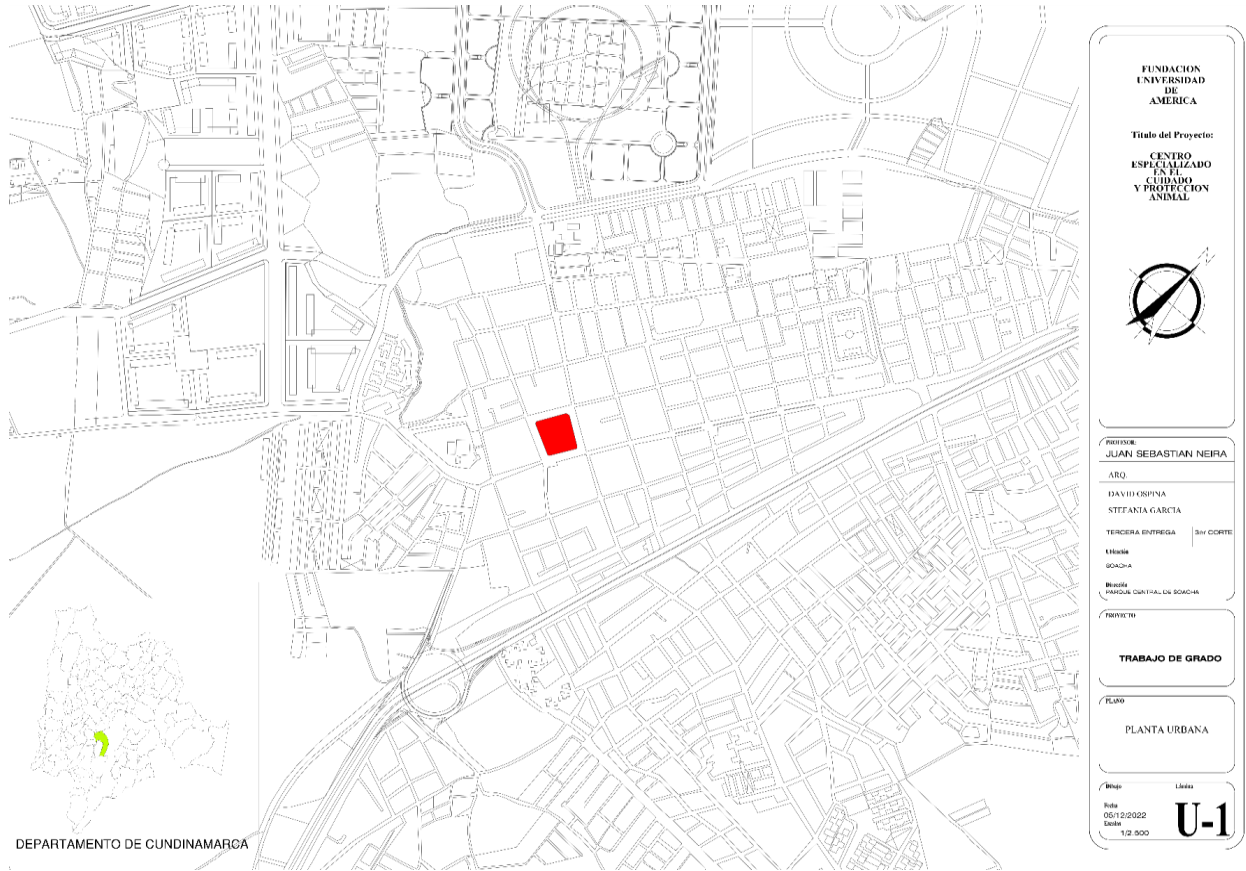 FUNDACION
UNIVERSIDAD
DE
AMERICA
Titulo del Proyecto:
CENTRO
ESPECIALIZADO
EN EL
CUIDADO
Y PROTECCION
ANIMAL
PROFESOR:
JUAN SEBASTIAN NEIRA
ARQ.
DAVID OSPINA
STEFANIA GARCIA
TERCERA ENTREGA 3er CORTE
Ubicación
SOACHA
Dirección
PARQUE CENTRAL DE SOACHA
PROYECTO
TRABAJO DE GRADO
PLANO
PLANTA URBANA
Dibujo Lámina
Fecha
05/12/2022
Escalas
1/2.500
U-1
DEPARTAMENTO DE CUNDINAMARCA